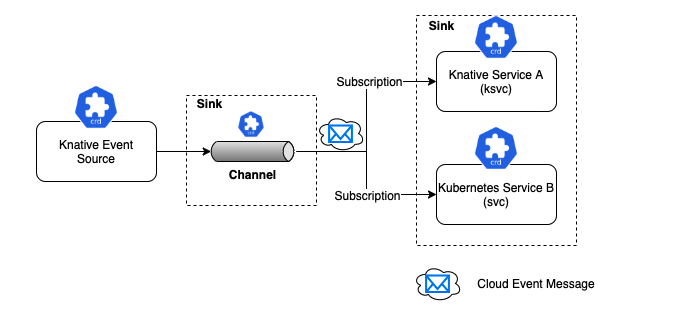 Sink
crd
Subscription
Knative Service A
(ksvc)
crd
Knative Event
Source
Sink
Channel
crd
Subscription
Kubernetes Service B
(svc)
Cloud Event Message